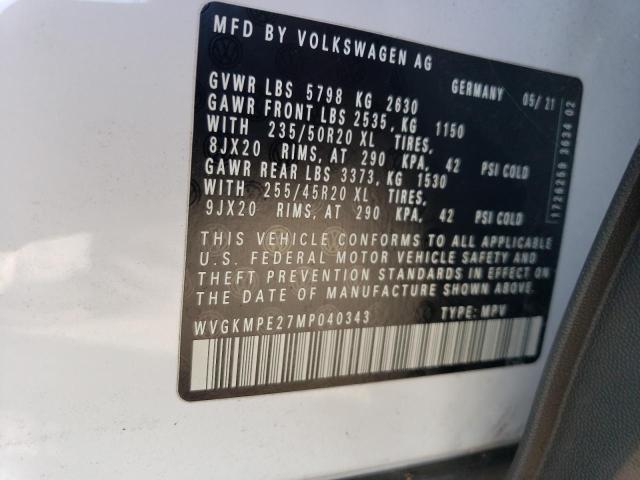 MFD BY VOLKSWAGEN AG
GERMANY 05/21
GVWR LBS 5798 KG 2630
GAWR FRONT LBS 2535, KG 1150
WITH 235/50R20 XL TIRES,
8JX20 RIMS, AT 290 KPA, 42 PSI COLD
GAWR REAR LBS 3373, KG 1530
WITH 255/45R20 XL TIRES,
9JX20 RIMS, AT 290 KPA, 42 PSI COLD
THIS VEHICLE CONFORMS TO ALL APPLICABLE
U.S. FEDERAL MOTOR VEHICLE SAFETY AND
THEFT PREVENTION STANDARDS IN EFFECT ON
THE DATE OF MANUFACTURE SHOWN ABOVE.
WVGKMPE27MP040343 TYPE: MPV
1726259 3634 02